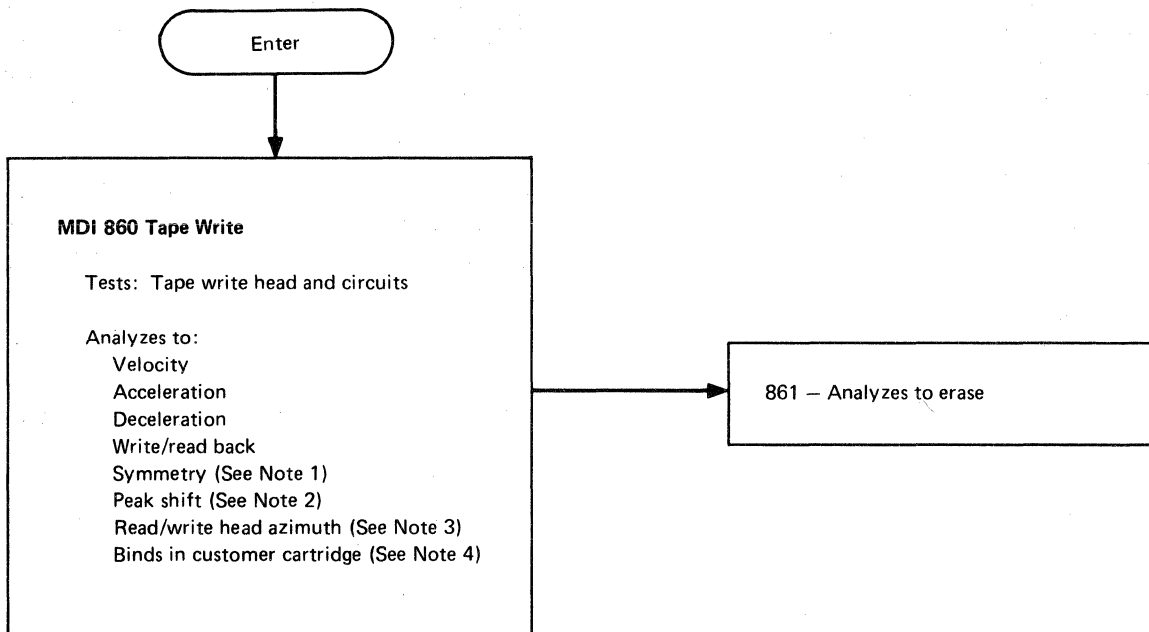 Enter
MDI 860 Tape Write
Tests: Tape write head and circuits
Analyzes to:
Velocity
Acceleration
Deceleration
Write/read back
Symmetry (See Note 1)
Peak shift (See Note 2)
Read/write head azimuth (See Note 3)
Binds in customer cartridge (See Note 4)
861 — Analyzes to erase